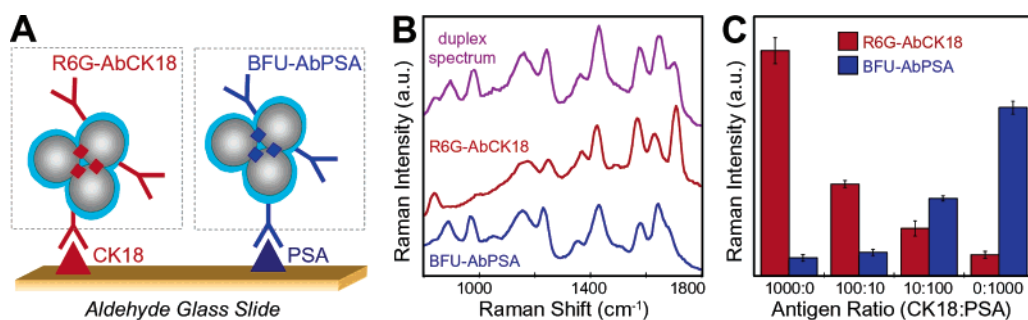 A
R6G-AbCK18
BFU-AbPSA
CK18
PSA
Aldehyde Glass Slide
B
Raman Intensity (a.u.)
duplex
spectrum
R6G-AbCK18
BFU-AbPSA
1000 1400 1600 1800
Raman Shift (cm⁻¹)
C
Raman Intensity (a.u.)
R6G-AbCK18
BFU-AbPSA
1000:0 100:10 10:100 0:1000
Antigen Ratio (CK18:PSA)